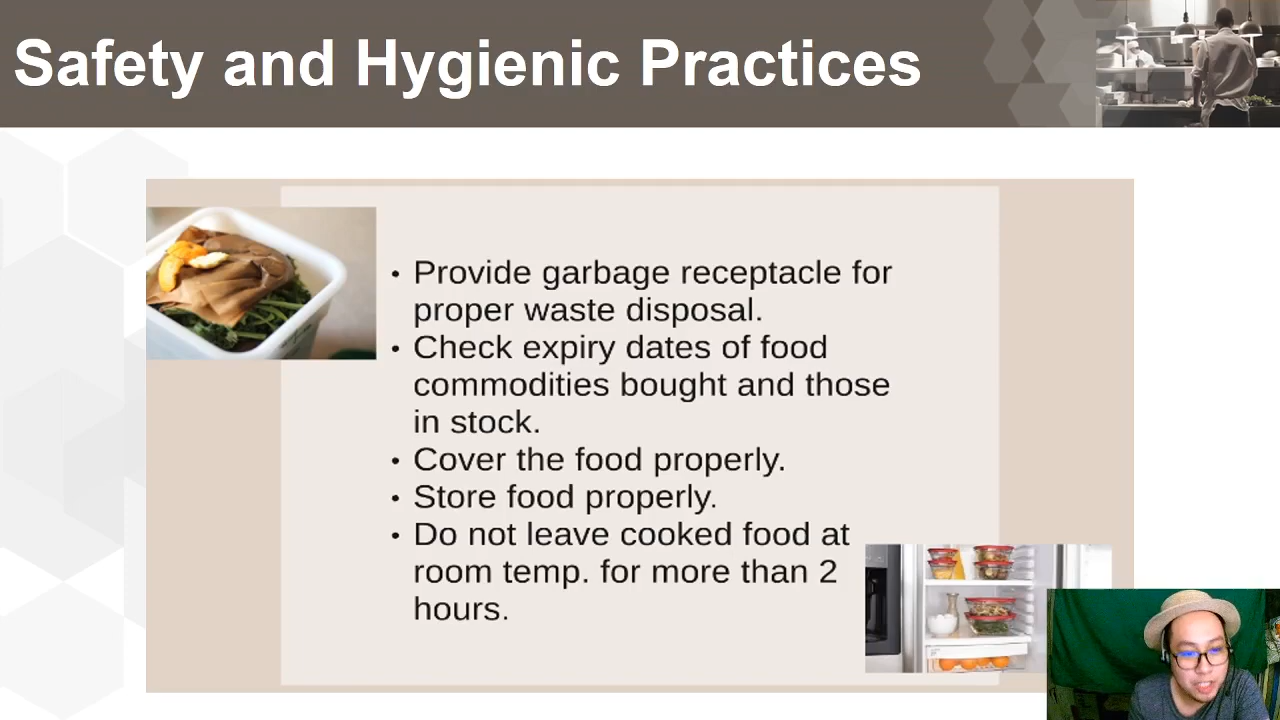 Safety and Hygienic Practices
• Provide garbage receptacle for
proper waste disposal.
• Check expiry dates of food
commodities bought and those
in stock.
• Cover the food properly.
• Store food properly.
• Do not leave cooked food at
room temp. for more than 2
hours.